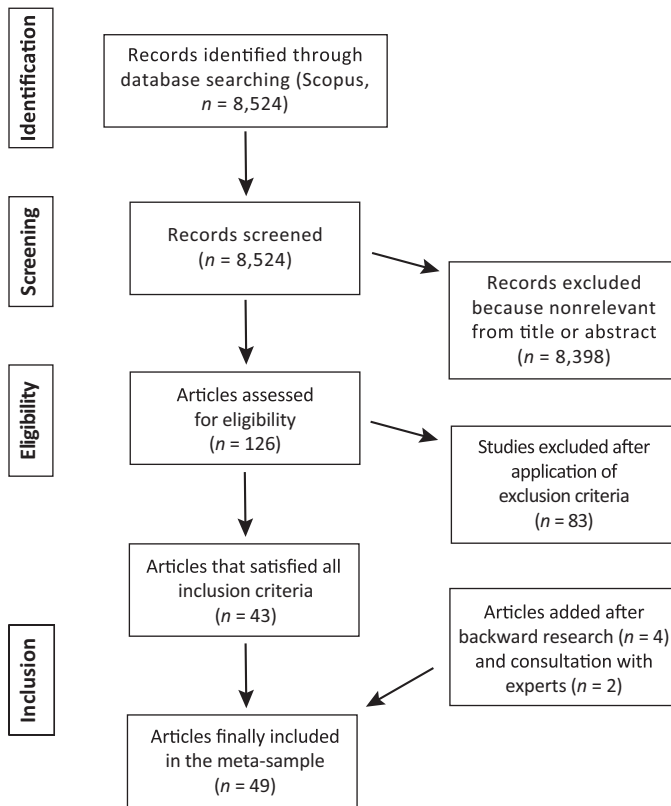 Identification
Records identified through
database searching (Scopus,
n = 8,524)
Screening
Records screened
(n = 8,524)
Records excluded
because nonrelevant
from title or abstract
(n = 8,398)
Eligibility
Articles assessed
for eligibility
(n = 126)
Studies excluded after
application of
exclusion criteria
(n = 83)
Articles that satisfied all
inclusion criteria
(n = 43)
Inclusion
Articles added after
backward research (n = 4)
and consultation with
experts (n = 2)
Articles finally included
in the meta-sample
(n = 49)